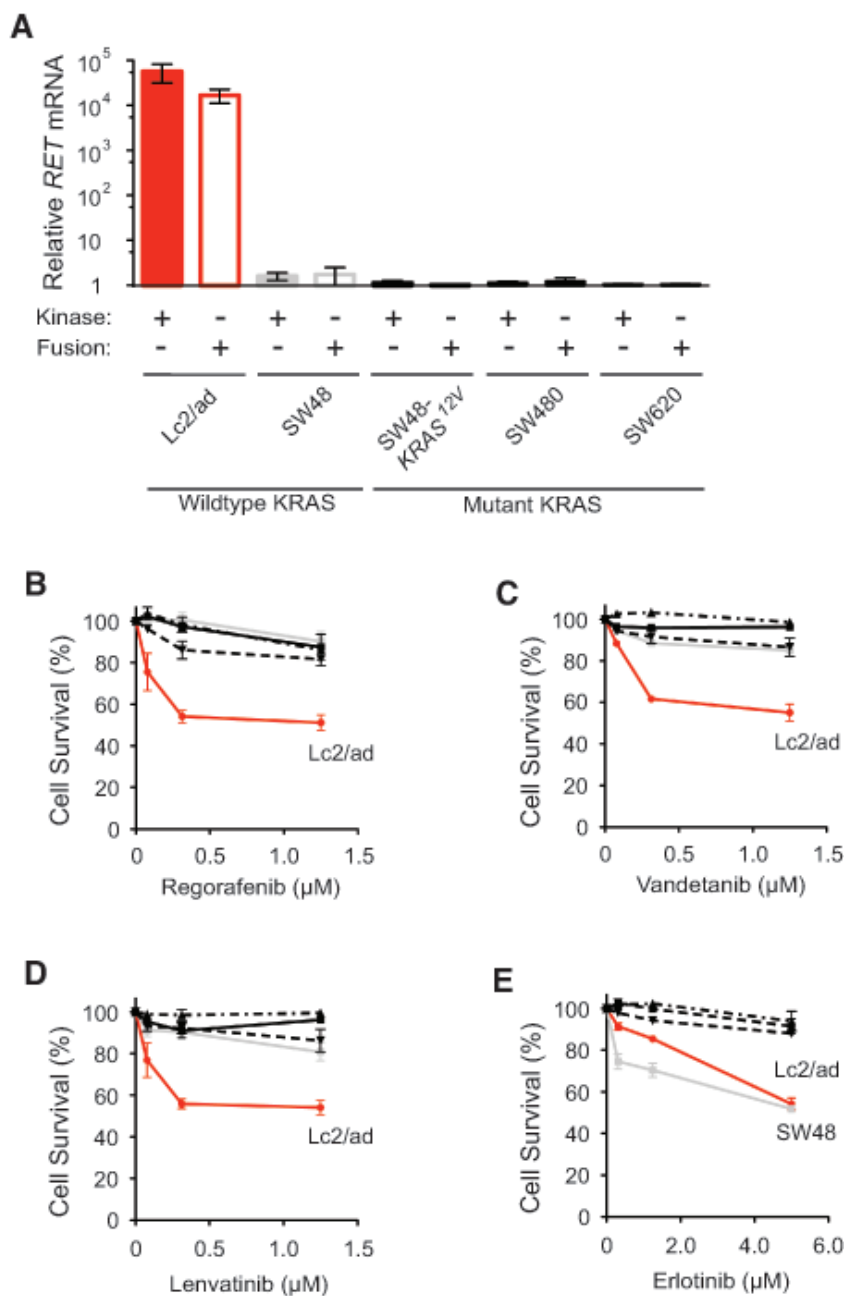 A
Relative RET mRNA
10^5
10^4
10^3
10^2
10
1
Kinase: + - + - + - + - + -
Fusion: - + - + - + - + - +
Lc2/ad
SW48
SW48-
KRAS 12V
SW480
SW620
Wildtype KRAS
Mutant KRAS
B
Cell Survival (%)
100
80
60
40
20
0
Lc2/ad
0 0.5 1.0 1.5
Regorafenib (µM)
C
Cell Survival (%)
100
80
60
40
20
0
Lc2/ad
0 0.5 1.0 1.5
Vandetanib (µM)
D
Cell Survival (%)
100
80
60
40
20
0
Lc2/ad
0 0.5 1.0 1.5
Lenvatinib (µM)
E
Cell Survival (%)
100
80
60
40
20
0
Lc2/ad
SW48
0 2.0 4.0 6.0
Erlotinib (µM)